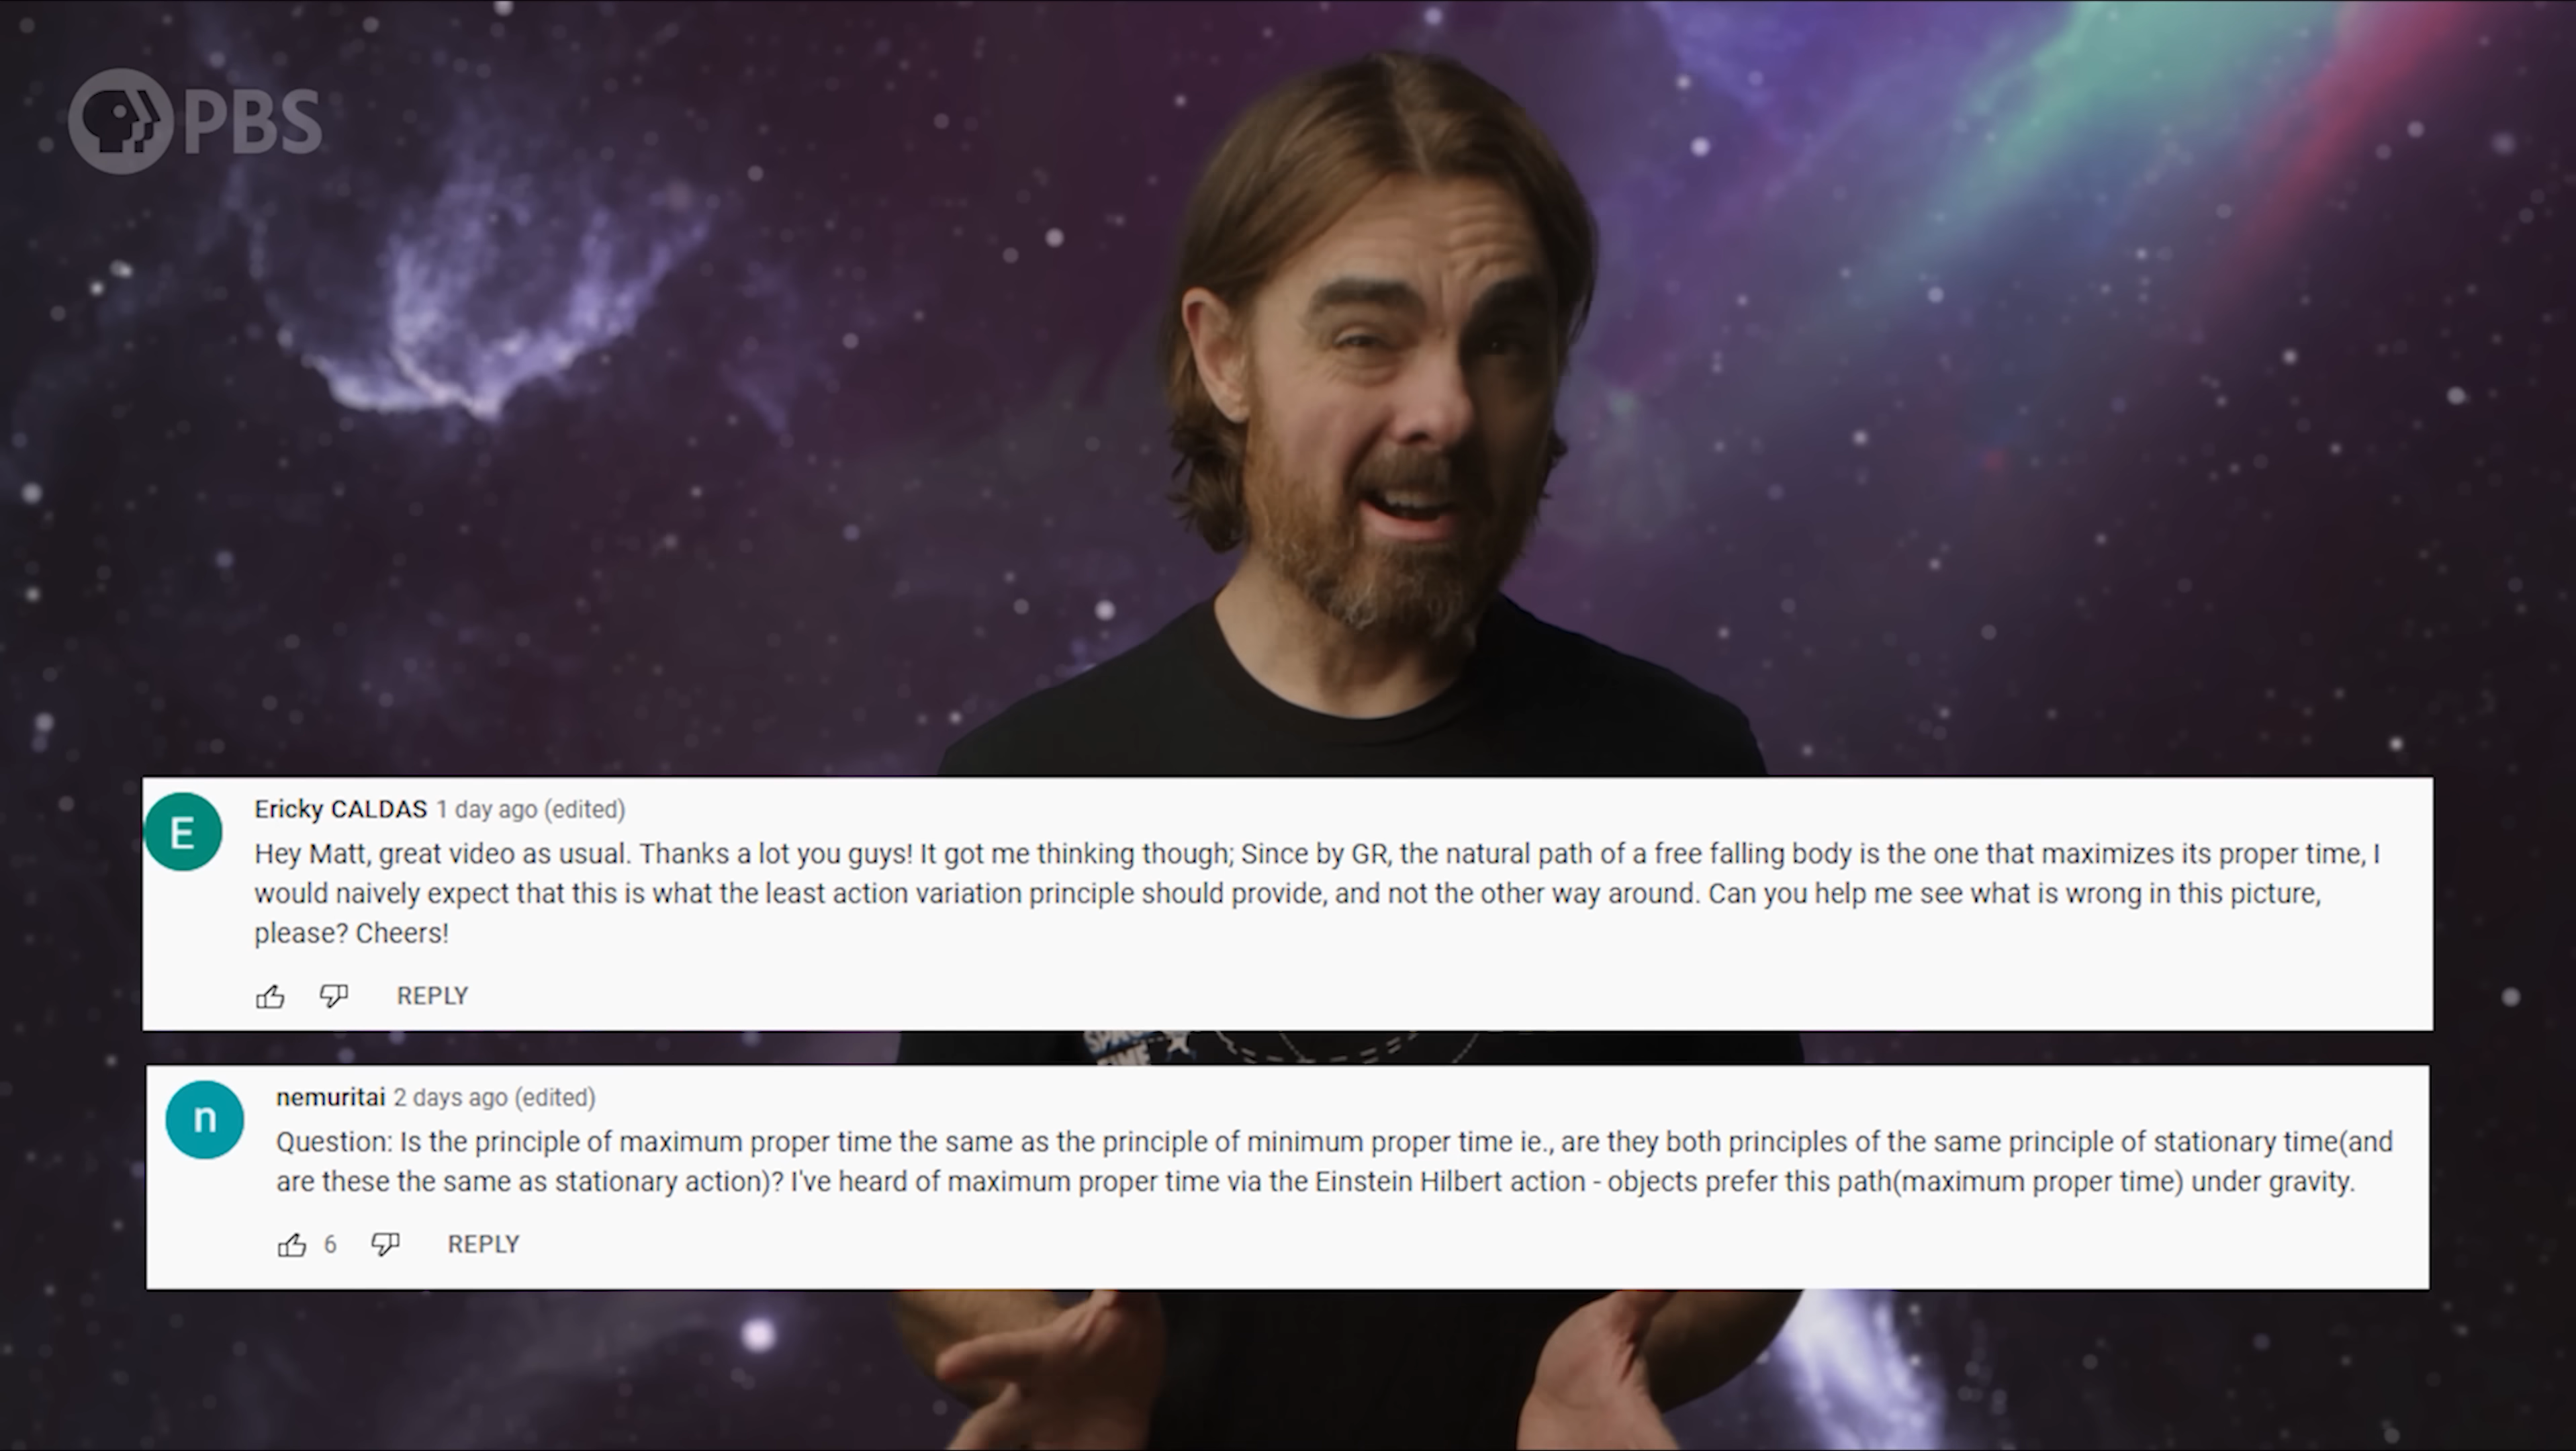 PBS
E
Ericky CALDAS 1 day ago (edited)
Hey Matt, great video as usual. Thanks a lot you guys! It got me thinking though; Since by GR, the natural path of a free falling body is the one that maximizes its proper time, I
would naively expect that this is what the least action variation principle should provide, and not the other way around. Can you help me see what is wrong in this picture,
please? Cheers!
REPLY
SPACE
TIME
n
nemuritai 2 days ago (edited)
Question: Is the principle of maximum proper time the same as the principle of minimum proper time ie., are they both principles of the same principle of stationary time(and
are these the same as stationary action)? I've heard of maximum proper time via the Einstein Hilbert action - objects prefer this path(maximum proper time) under gravity.
6 REPLY